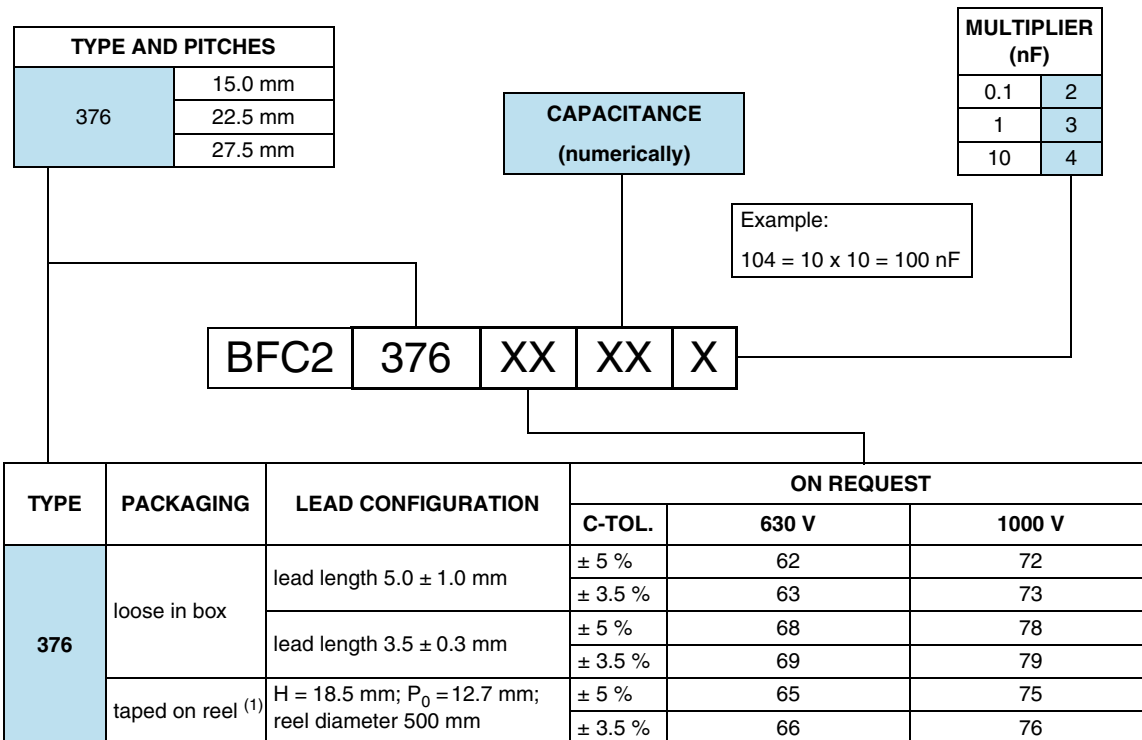 TYPE AND PITCHES
376
15.0 mm
22.5 mm
27.5 mm
CAPACITANCE
(numerically)
MULTIPLIER
(nF)
0.1 2
1 3
10 4
Example:
104 = 10 x 10 = 100 nF
BFC2 376 XX XX X
TYPE PACKAGING LEAD CONFIGURATION ON REQUEST
C-TOL. 630 V 1000 V
376
loose in box
lead length 5.0 ± 1.0 mm
± 5 % 62 72
± 3.5 % 63 73
lead length 3.5 ± 0.3 mm
± 5 % 68 78
± 3.5 % 69 79
taped on reel (1)
H = 18.5 mm; P0 = 12.7 mm;
reel diameter 500 mm
± 5 % 65 75
± 3.5 % 66 76